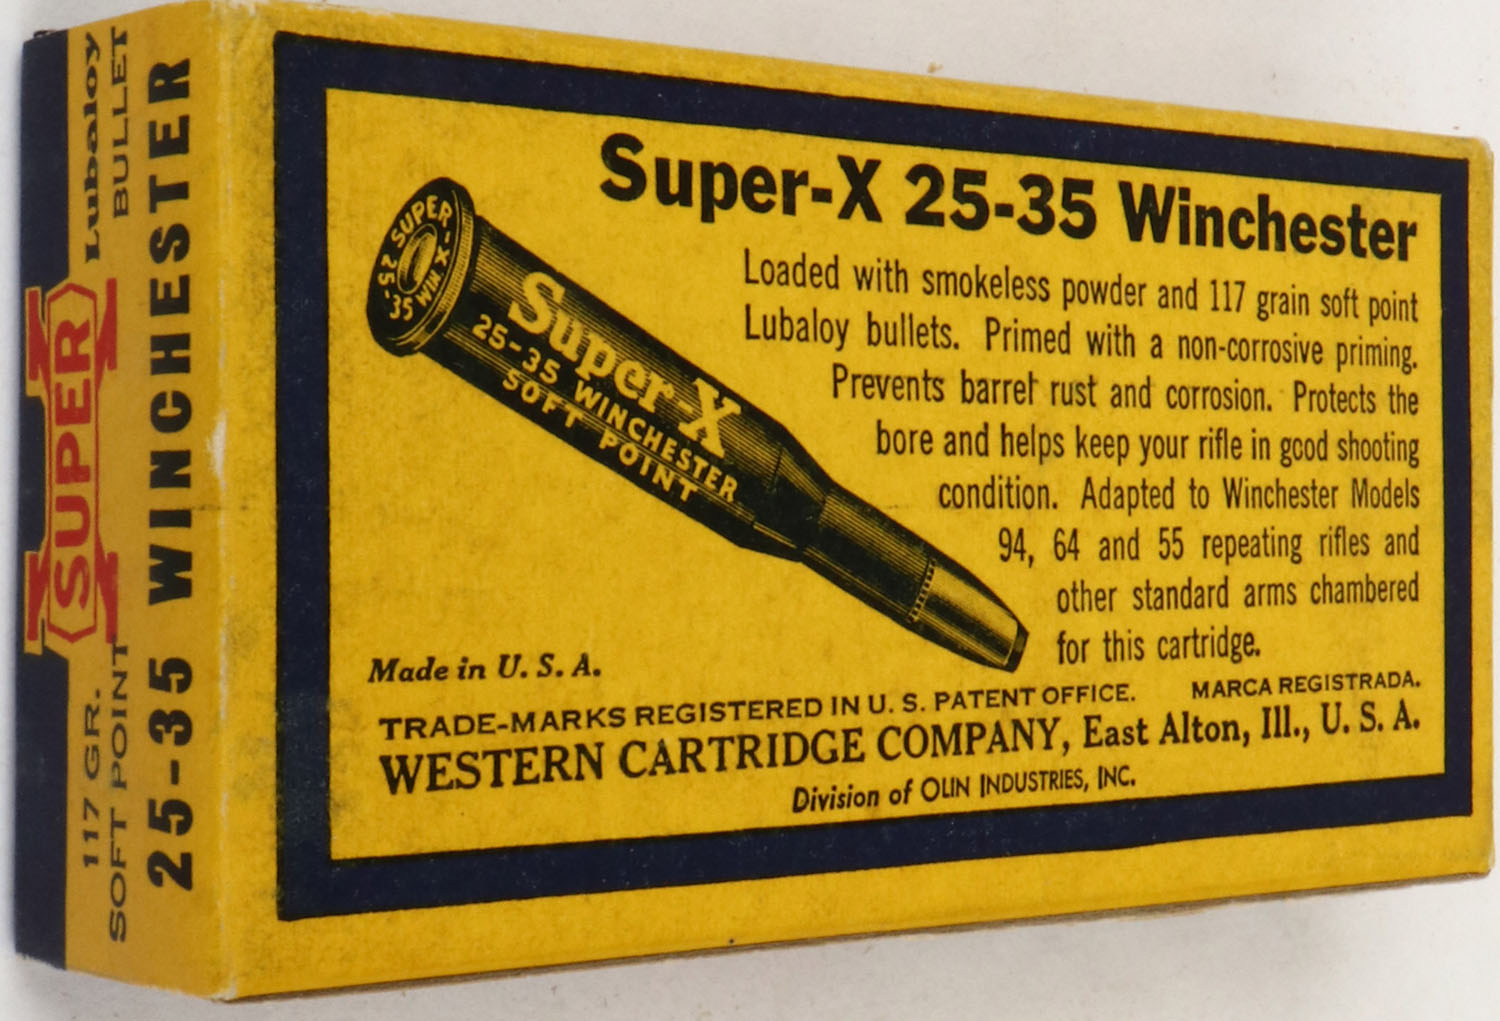 Lubaloy
BULLET
SUPER
X
117 GR.
SOFT POINT
25-35 WINCHESTER
Super-X 25-35 Winchester
Loaded with smokeless powder and 117 grain soft point
Lubaloy bullets. Primed with a non-corrosive priming.
Prevents barrel rust and corrosion. Protects the
bore and helps keep your rifle in good shooting
condition. Adapted to Winchester Models
94, 64 and 55 repeating rifles and
other standard arms chambered
for this cartridge.
SUPER-X
25-35 WIN.
Super-X
25-35 WINCHESTER
SOFT POINT
Made in U. S. A.
TRADE-MARKS REGISTERED IN U. S. PATENT OFFICE. MARCA REGISTRADA.
WESTERN CARTRIDGE COMPANY, East Alton, Ill., U. S. A.
Division of OLIN INDUSTRIES, INC.